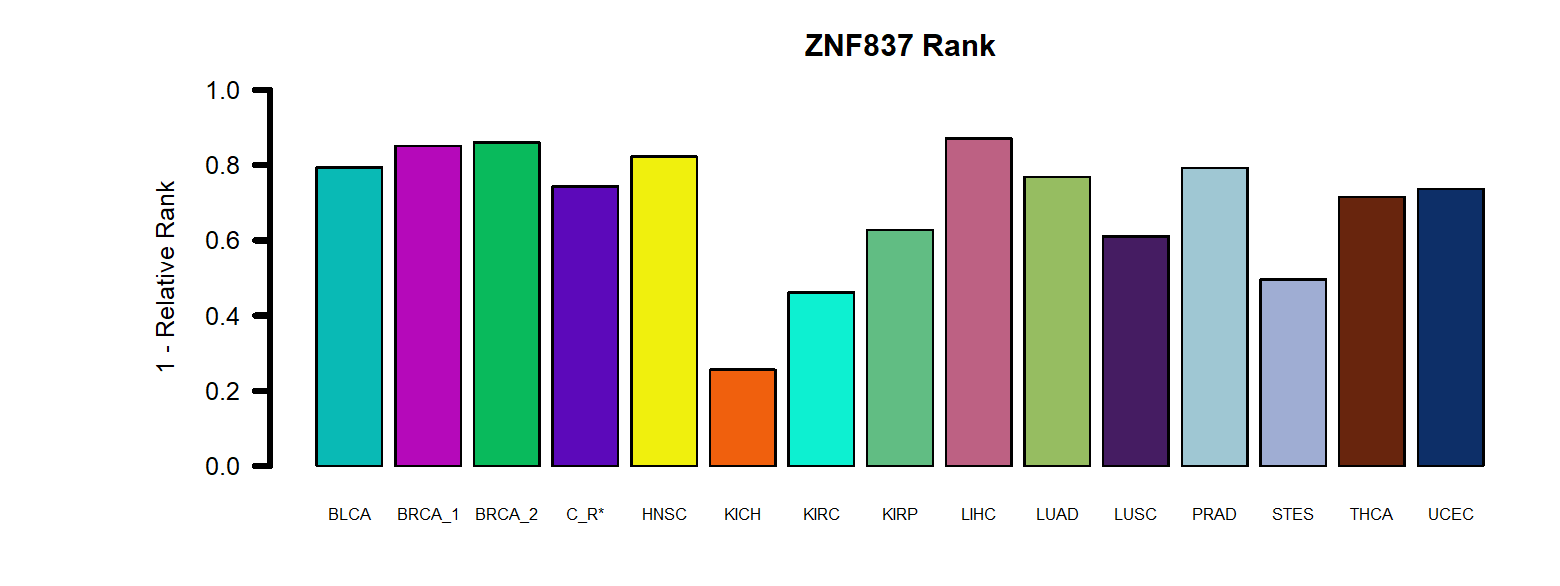 ZNF837 Rank
1 - Relative Rank
1.0
0.8
0.6
0.4
0.2
0.0
BLCA BRCA_1 BRCA_2 C_R* HNSC KICH KIRC KIRP LIHC LUAD LUSC PRAD STES THCA UCEC